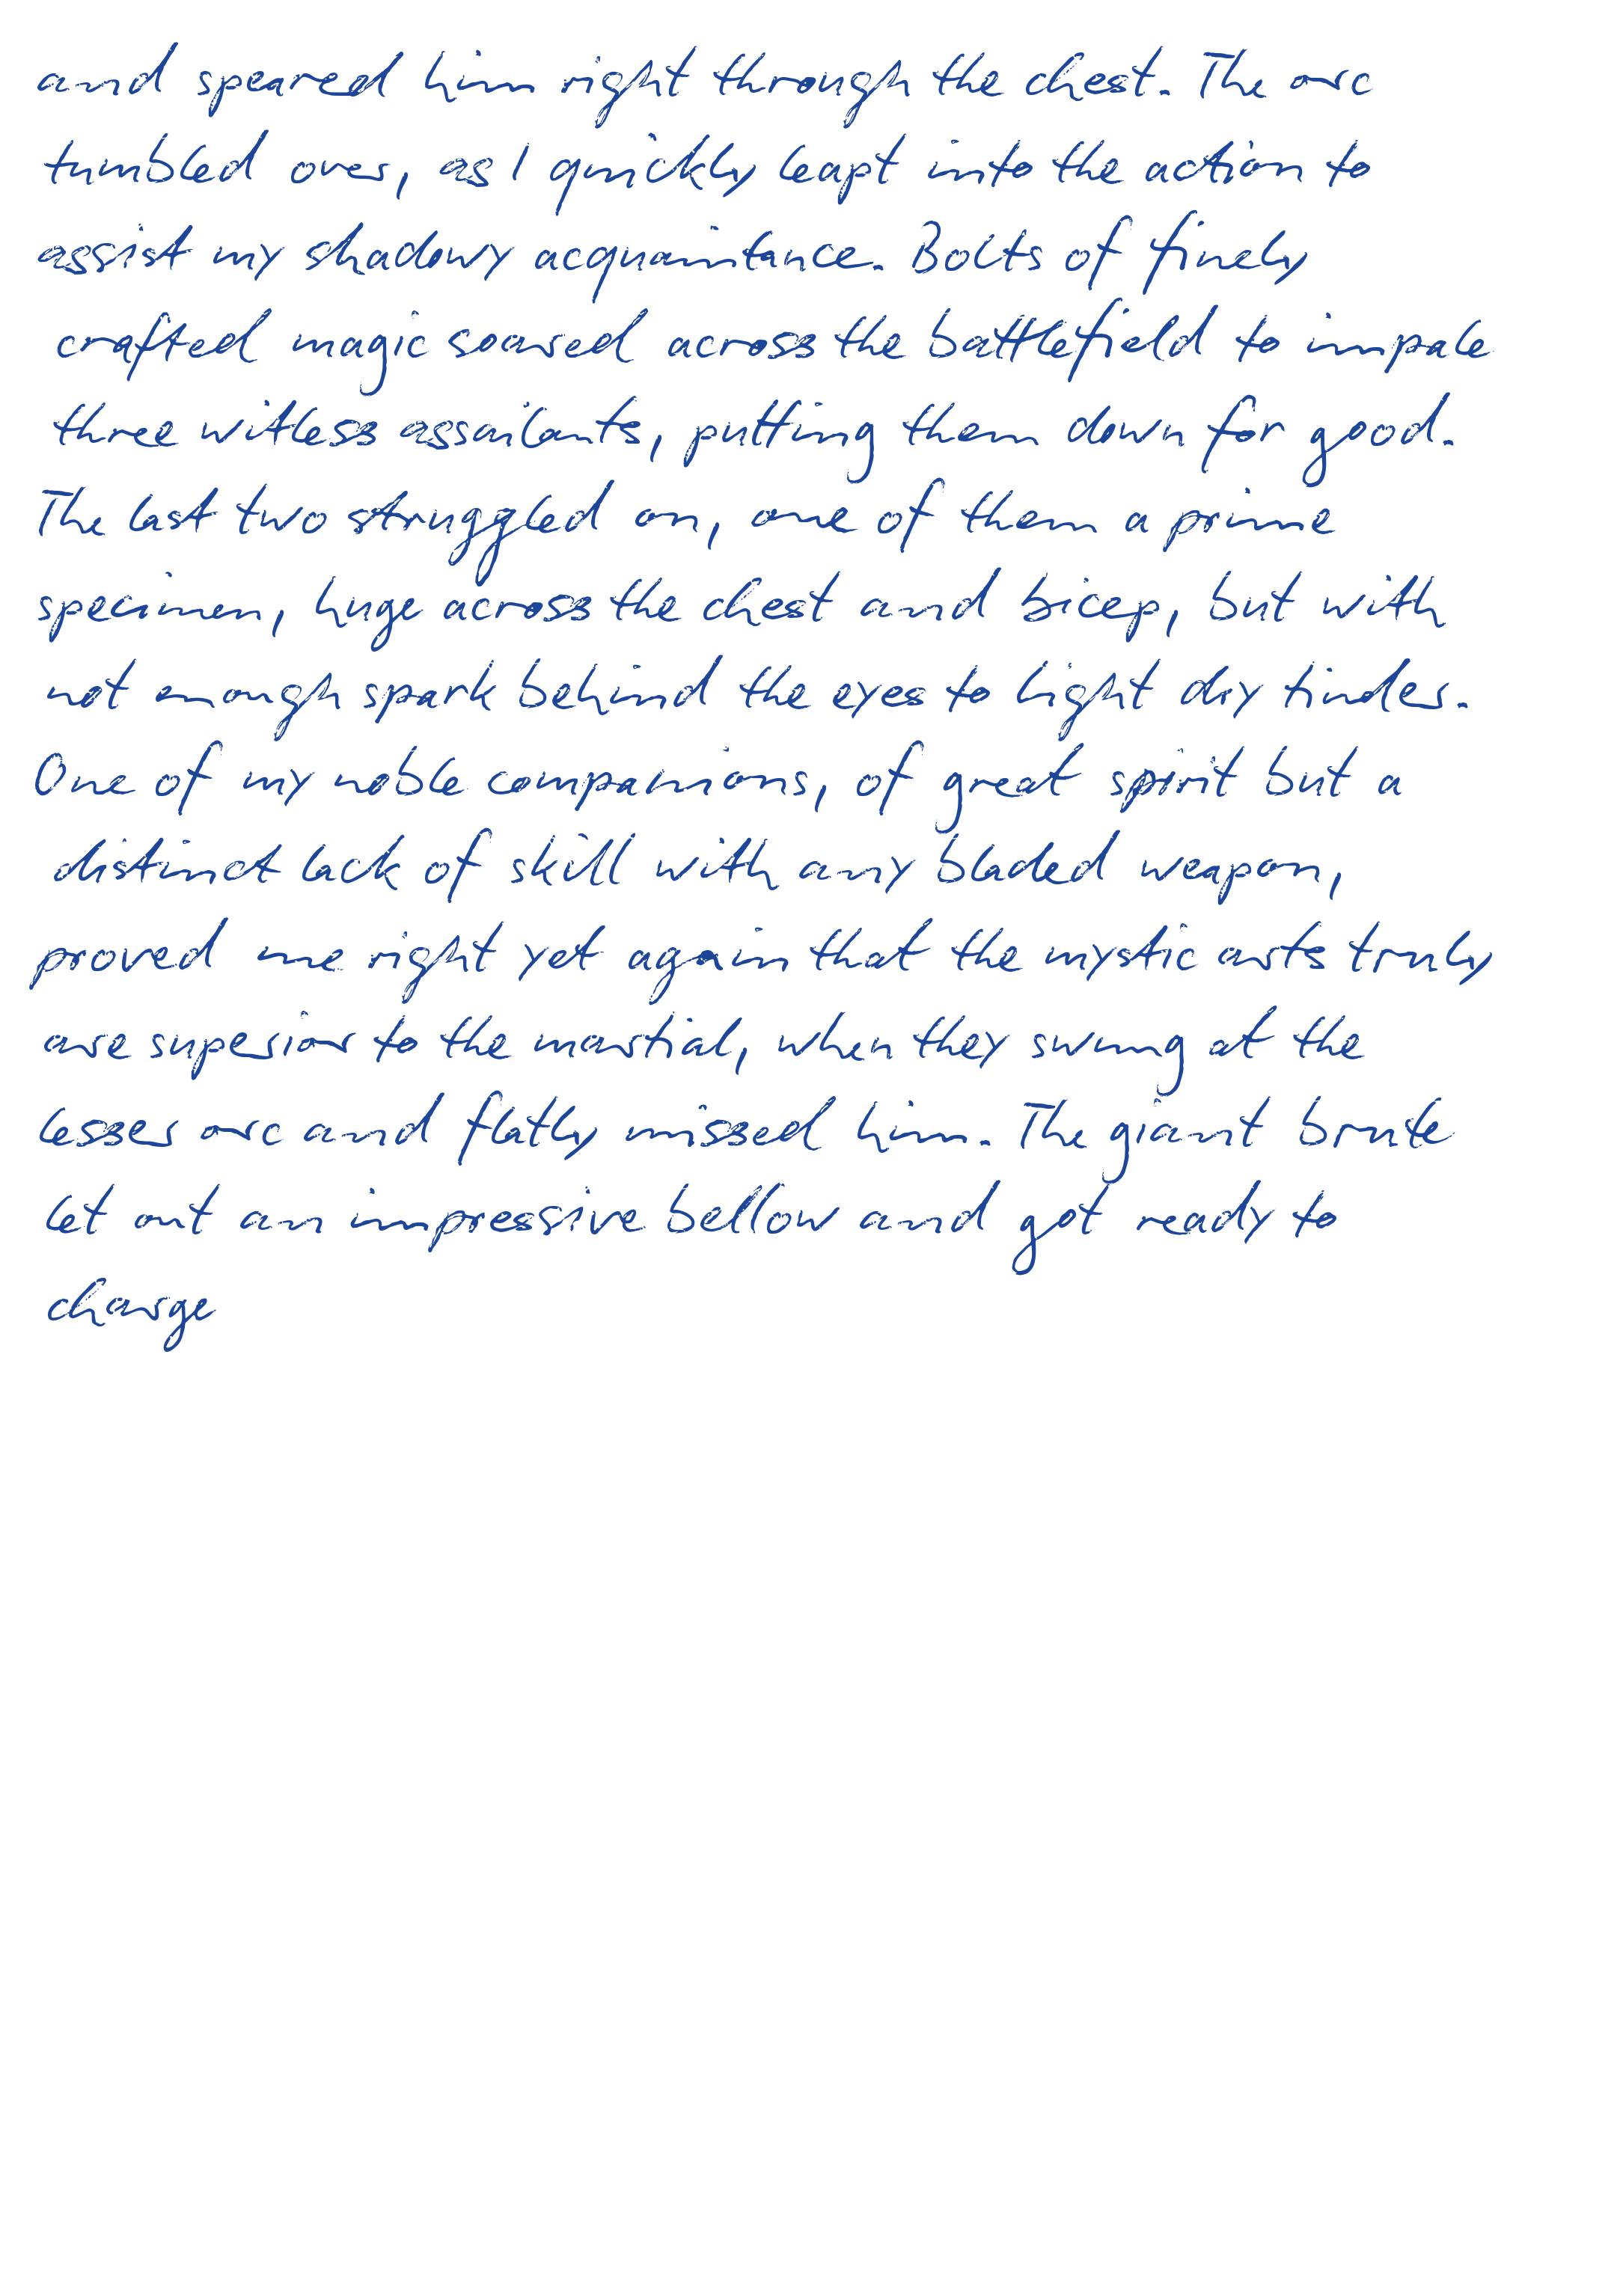 and speared him right through the chest. The orc
tumbled over, as I quickly leapt into the action to
assist my shadowy acquaintance. Bolts of finely
crafted magic soared across the battlefield to impale
three witless assailants, putting them down for good.
The last two struggled on, one of them a prime
specimen, huge across the chest and bicep, but with
not enough spark behind the eyes to light dry tinder.
One of my noble companions, of great spirit but a
distinct lack of skill with any bladed weapon,
proved me right yet again that the mystic arts truly
are superior to the martial, when they swung at the
lesser orc and flatly missed him. The giant brute
let out an impressive bellow and got ready to
charge